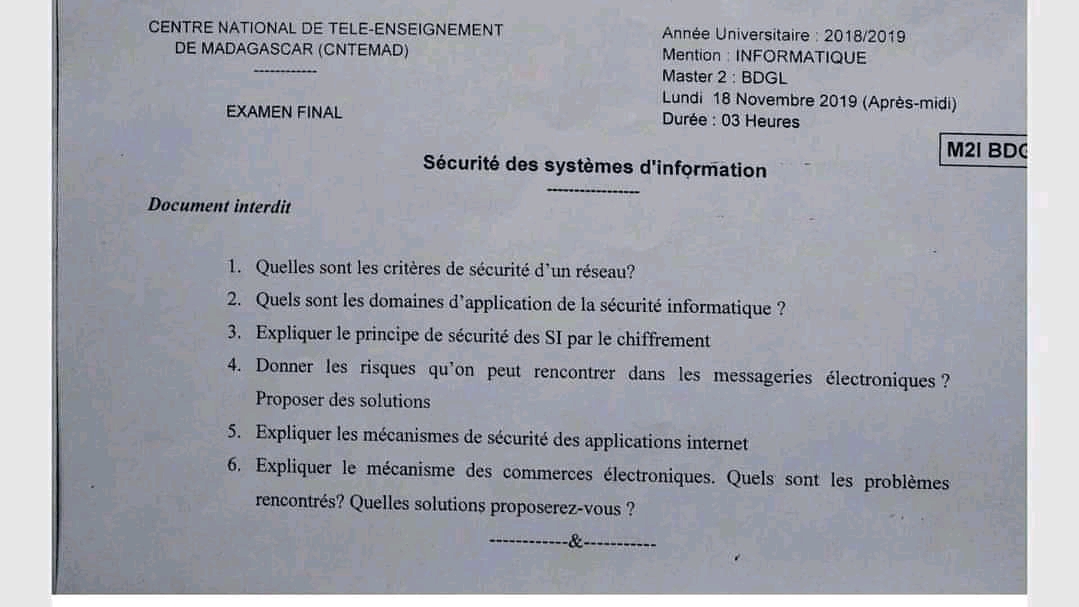 CENTRE NATIONAL DE TELE-ENSEIGNEMENT
DE MADAGASCAR (CNTEMAD)
------------
EXAMEN FINAL
Année Universitaire : 2018/2019
Mention : INFORMATIQUE
Master 2 : BDGL
Lundi 18 Novembre 2019 (Après-midi)
Durée : 03 Heures
M2I
Sécurité des systèmes d'information
-----------------
Document interdit
1. Quelles sont les critères de sécurité d’un réseau?
2. Quels sont les domaines d’application de la sécurité informatique ?
3. Expliquer le principe de sécurité des SI par le chiffrement
4. Donner les risques qu’on peut rencontrer dans les messageries électroniques ?
Proposer des solutions
5. Expliquer les mécanismes de sécurité des applications internet
6. Expliquer le mécanisme des commerces électroniques. Quels sont les problèmes
rencontrés? Quelles solutions proposerez-vous ?
------------&-----------